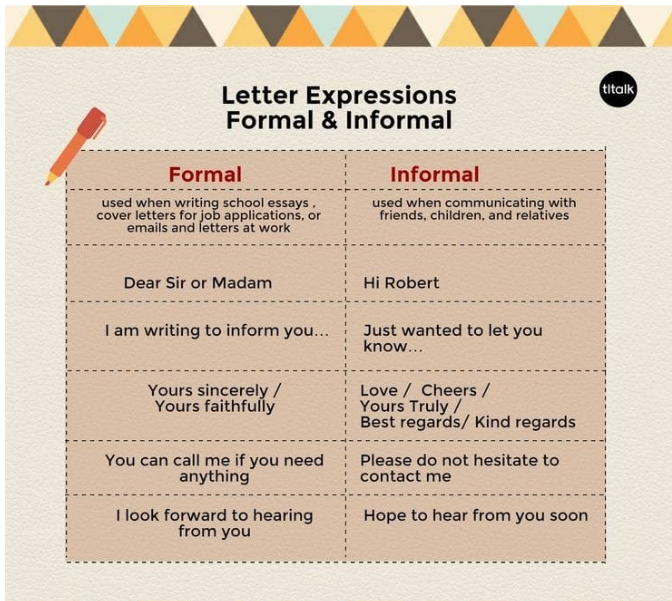 tltalk
Letter Expressions
Formal & Informal
Formal
Informal
used when writing school essays ,
cover letters for job applications, or
emails and letters at work
used when communicating with
friends, children, and relatives
Dear Sir or Madam
Hi Robert
I am writing to inform you...
Just wanted to let you
know...
Yours sincerely /
Yours faithfully
Love / Cheers /
Yours Truly /
Best regards/ Kind regards
You can call me if you need
anything
Please do not hesitate to
contact me
I look forward to hearing
from you
Hope to hear from you soon